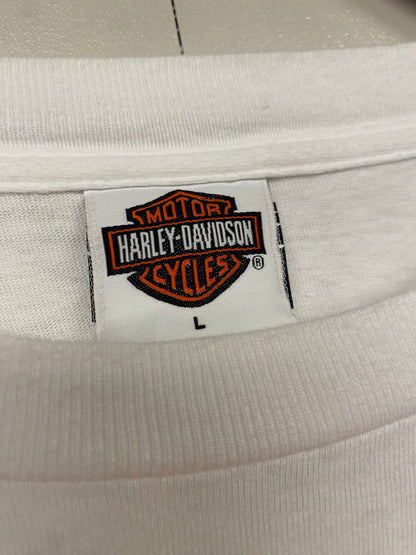 MOTOR
HARLEY-DAVIDSON
CYCLES
®
L